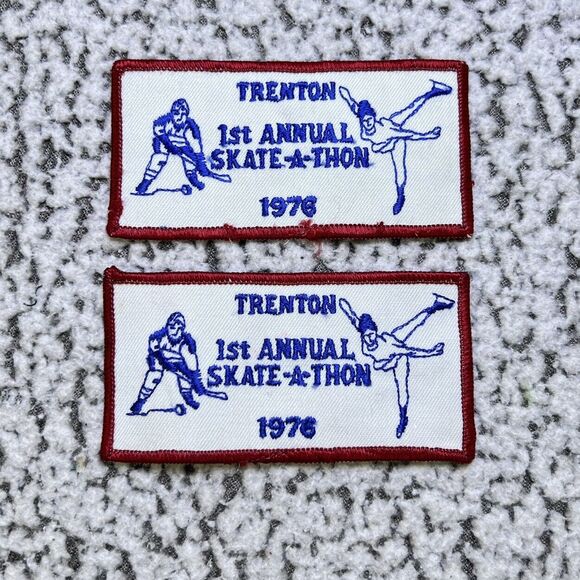 TRENTON
1st ANNUAL
SKATE-A-THON
1976
TRENTON
1st ANNUAL
SKATE-A-THON
1976